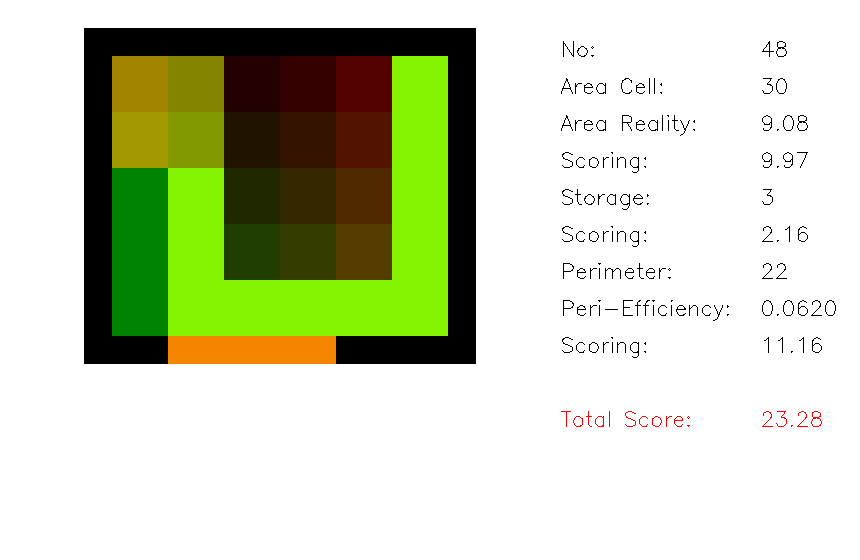 No: 48
Area Cell: 30
Area Reality: 9.08
Scoring: 9.97
Storage: 3
Scoring: 2.16
Perimeter: 22
Peri-Efficiency: 0.0620
Scoring: 11.16
Total Score: 23.28